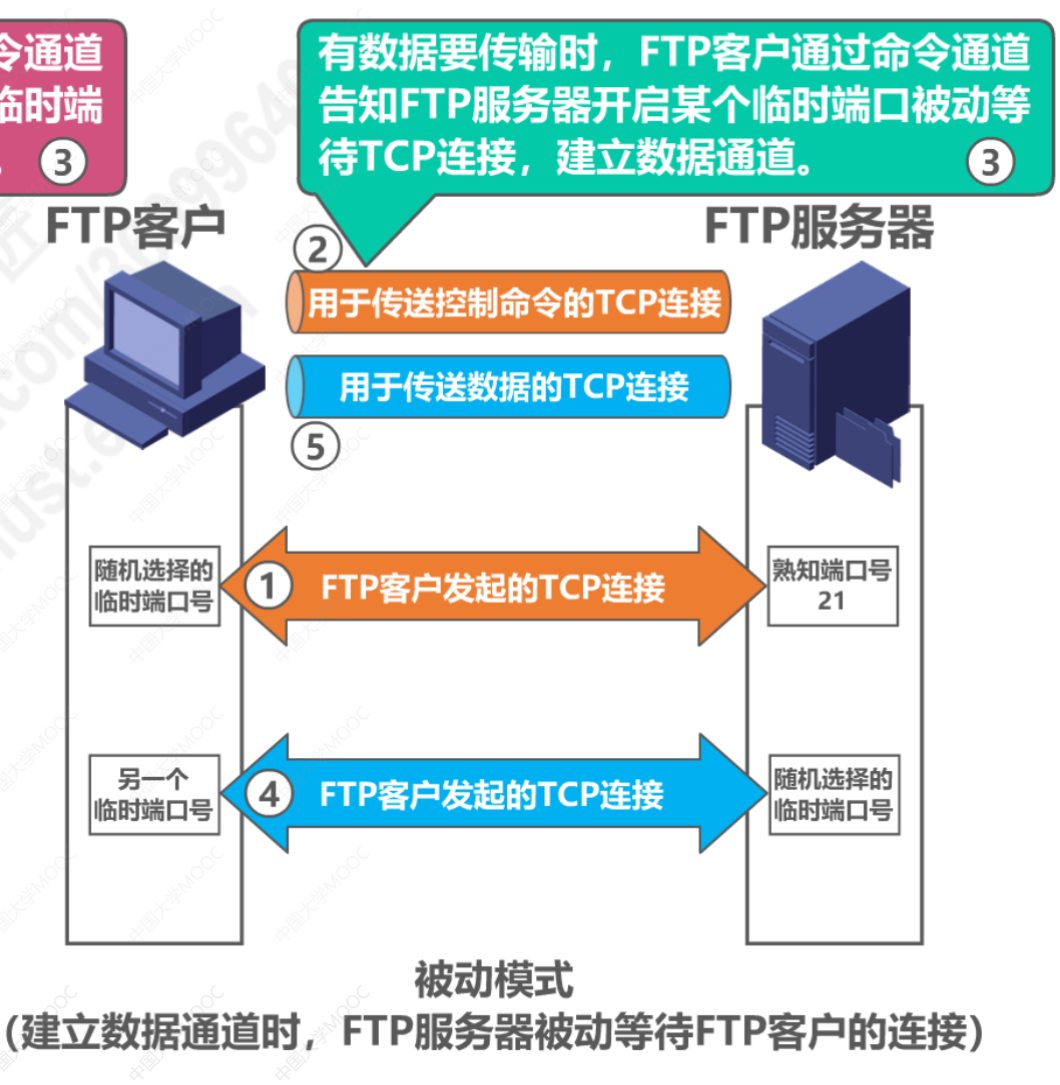 令通道
临时端
。 ③
有数据要传输时，FTP客户通过命令通道
告知FTP服务器开启某个临时端口被动等
待TCP连接，建立数据通道。 ③
FTP客户
FTP服务器
②
用于传送控制命令的TCP连接
用于传送数据的TCP连接
⑤
随机选择的
临时端口号
① FTP客户发起的TCP连接
熟知端口号
21
另一个
临时端口号
④ FTP客户发起的TCP连接
随机选择的
临时端口号
被动模式
（建立数据通道时，FTP服务器被动等待FTP客户的连接）
中国大学MOOC